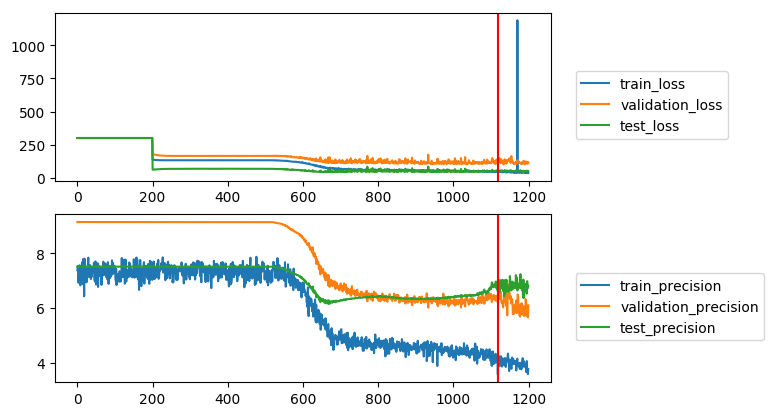 1000
750
500
250
0
0 200 400 600 800 1000 1200
train_loss
validation_loss
test_loss
8
6
4
0 200 400 600 800 1000 1200
train_precision
validation_precision
test_precision